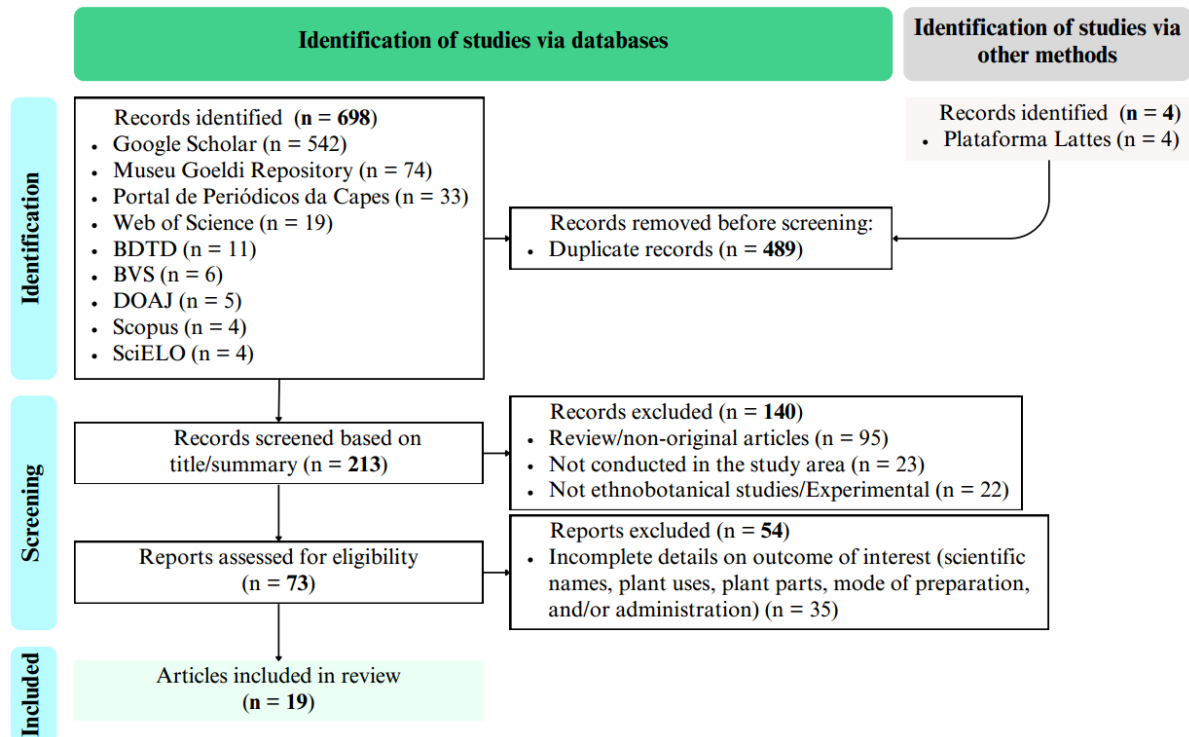 Identification of studies via databases
Identification of studies via
other methods
Identification
Records identified (n = 698)
• Google Scholar (n = 542)
• Museu Goeldi Repository (n = 74)
• Portal de Periódicos da Capes (n = 33)
• Web of Science (n = 19)
• BDTD (n = 11)
• BVS (n = 6)
• DOAJ (n = 5)
• Scopus (n = 4)
• SciELO (n = 4)
Records identified (n = 4)
• Plataforma Lattes (n = 4)
Records removed before screening:
• Duplicate records (n = 489)
Screening
Records screened based on
title/summary (n = 213)
Records excluded (n = 140)
• Review/non-original articles (n = 95)
• Not conducted in the study area (n = 23)
• Not ethnobotanical studies/Experimental (n = 22)
Reports assessed for eligibility
(n = 73)
Reports excluded (n = 54)
• Incomplete details on outcome of interest (scientific
names, plant uses, plant parts, mode of preparation,
and/or administration) (n = 35)
Included
Articles included in review
(n = 19)